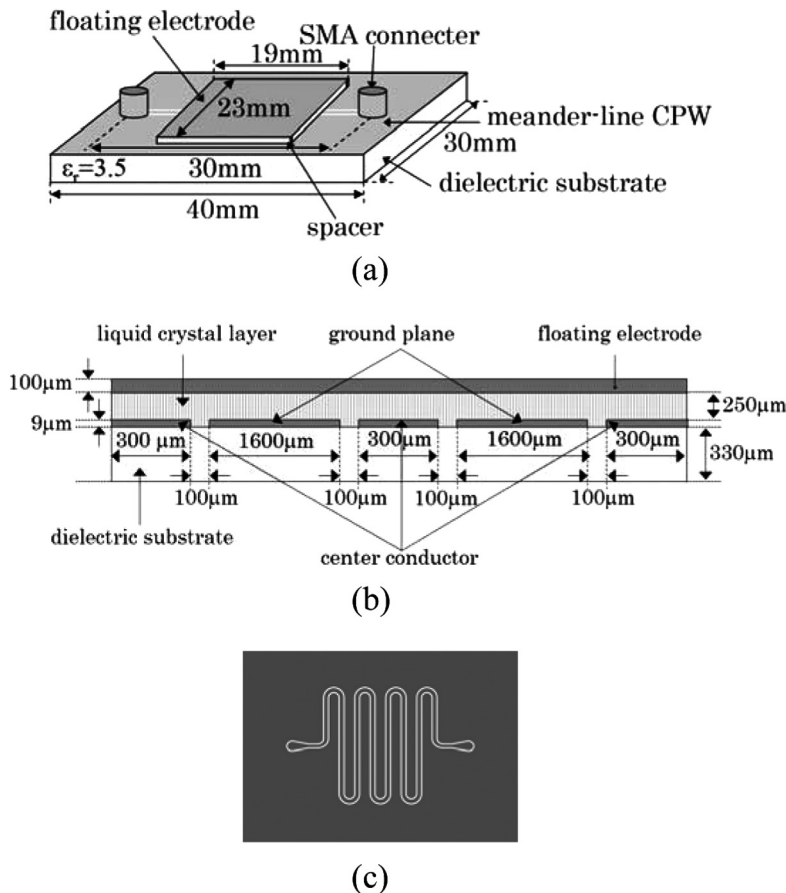 floating electrode
SMA connecter
19mm
23mm
meander-line CPW
30mm
εr=3.5
30mm
dielectric substrate
40mm
spacer
(a)
liquid crystal layer
ground plane
floating electrode
100μm
250μm
9μm
300 μm
1600μm
300μm
1600μm
300μm
330μm
100μm
100μm
100μm
100μm
dielectric substrate
center conductor
(b)
(c)